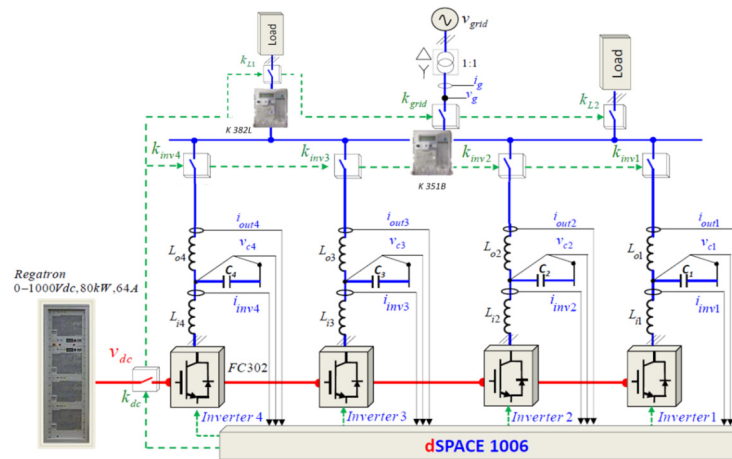 v_grid
Load
k_L1
1:1
i_g
v_g
k_grid
Load
k_L2
K 382L
K 351B
k_inv4
k_inv3
k_inv2
k_inv1
i_out4
i_out3
i_out2
i_out1
L_o4
v_c4
L_o3
v_c3
L_o2
v_c2
L_o1
v_c1
C_4
C_3
C_2
C_1
Regatron
0–1000Vdc,80kW,64A
i_inv4
i_inv3
i_inv2
i_inv1
L_i4
L_i3
L_i2
L_i1
v_dc
FC302
k_dc
Inverter 4
Inverter 3
Inverter 2
Inverter 1
dSPACE 1006